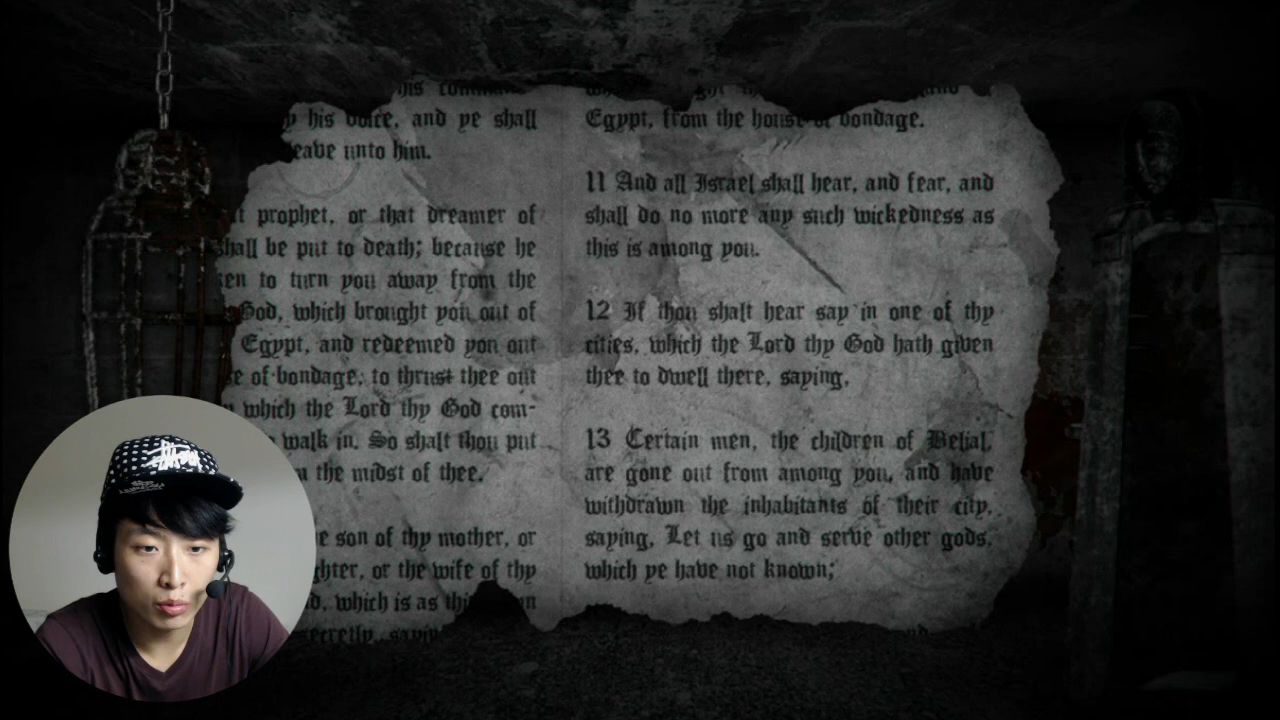 his voice, and ye shall
unto him.
prophet, or that dreamer of
shall be put to death; because he
to turn you away from the
God, which brought you out of
Egypt, and redeemed you out
of bondage, to thrust thee out
which the Lord thy God com-
walk in. So shalt thou put
the midst of thee.
son of thy mother, or
or the wife of thy
which is as
Egypt, from the house of bondage.
11 And all Israel shall hear, and fear, and
shall do no more any such wickedness as
this is among you.
12 If thou shalt hear say in one of thy
cities, which the Lord thy God hath given
thee to dwell there, saying,
13 Certain men, the children of Belial,
are gone out from among you, and have
withdrawn the inhabitants of their city,
saying, Let us go and serve other gods,
which ye have not known;